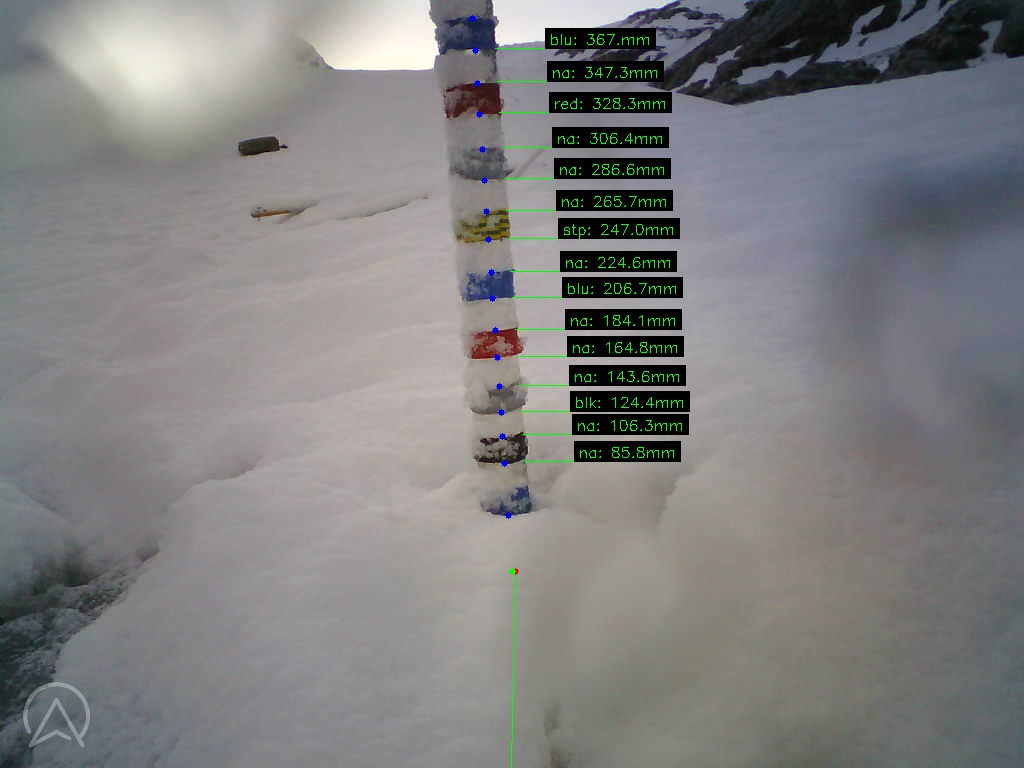 blu: 367.mm
na: 347.3mm
red: 328.3mm
na: 306.4mm
na: 286.6mm
na: 265.7mm
stp: 247.0mm
na: 224.6mm
blu: 206.7mm
na: 184.1mm
na: 164.8mm
na: 143.6mm
blk: 124.4mm
na: 106.3mm
na: 85.8mm